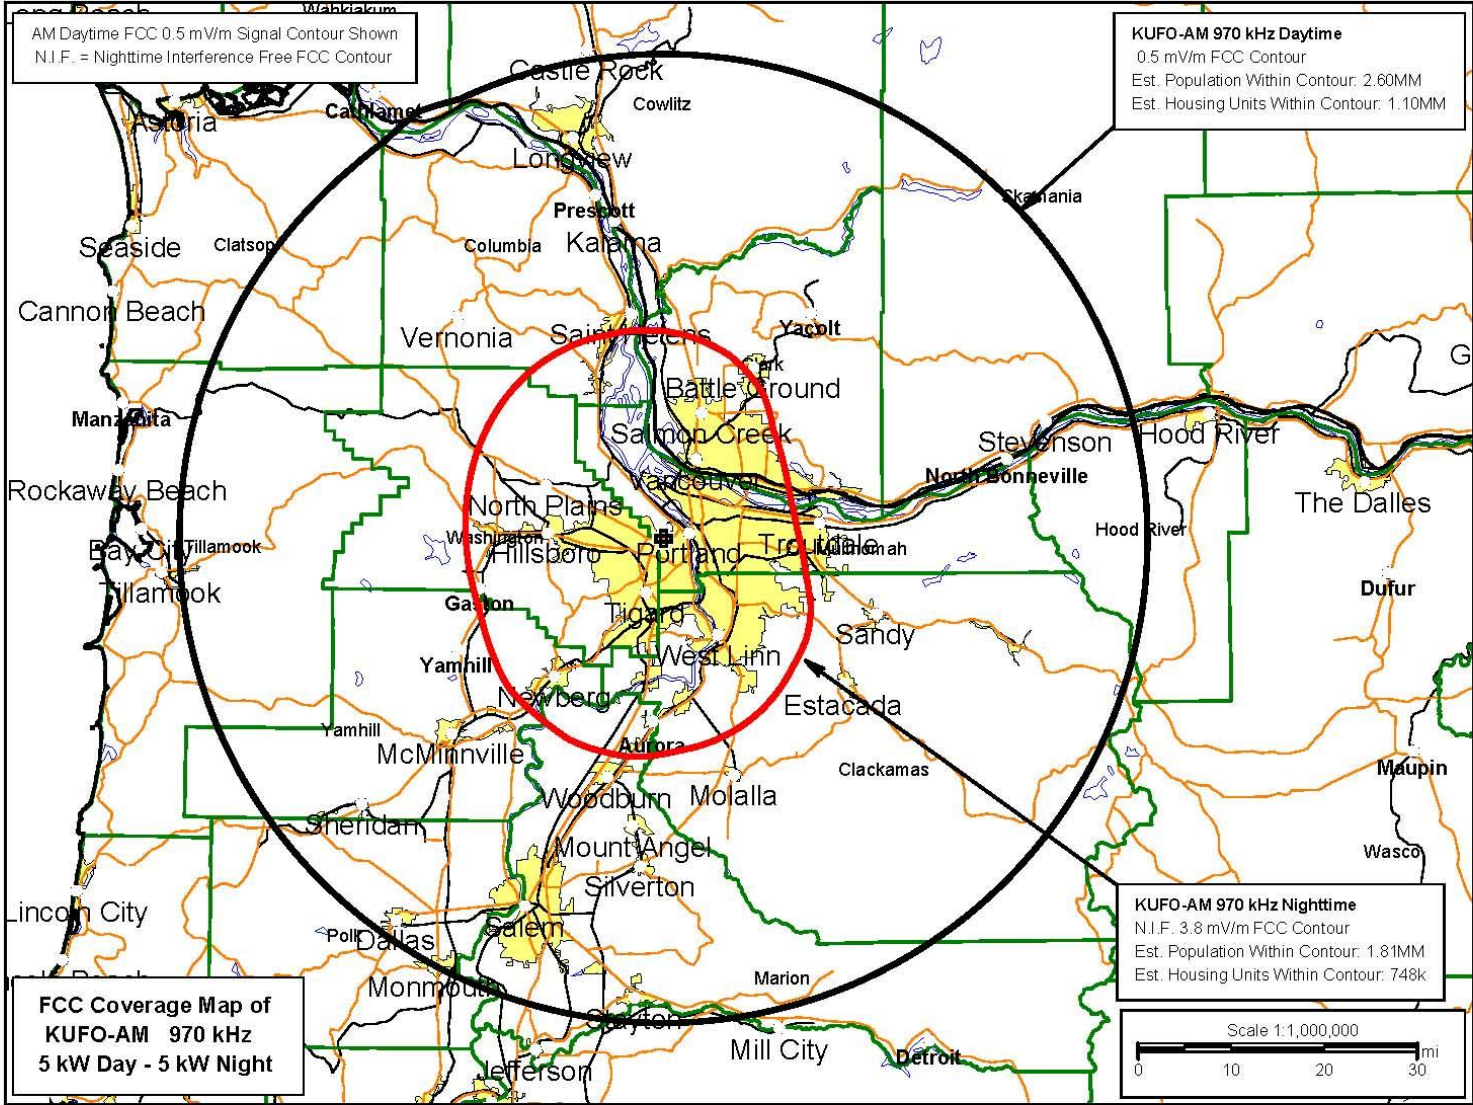 Wahkiakum
AM Daytime FCC 0.5 mV/m Signal Contour Shown
N.I.F. = Nighttime Interference Free FCC Contour
KUFO-AM 970 kHz Daytime
0.5 mV/m FCC Contour
Est. Population Within Contour: 2.60MM
Est. Housing Units Within Contour: 1.10MM
Castle Rock
Cowlitz
Cathlamet
Astoria
Longview
Skamania
Prescott
Seaside
Clatsop
Columbia
Kalama
Cannon Beach
Vernonia
Saint Helens
Yacolt
Battle Ground
Manzanita
Salmon Creek
Stevenson
Hood River
Rockaway Beach
Vancouver
North Bonneville
The Dalles
North Plains
Hood River
Bay City
Tillamook
Washington
Hillsboro
Portland
Troutdale
Multnomah
Tillamook
Gaston
Tigard
Sandy
Dufur
Yamhill
West Linn
Newberg
Estacada
Yamhill
McMinnville
Aurora
Clackamas
Maupin
Woodburn
Molalla
Sheridan
Mount Angel
Wasco
Silverton
Lincoln City
Polk
Dallas
Salem
KUFO-AM 970 kHz Nighttime
N.I.F. 3.8 mV/m FCC Contour
Est. Population Within Contour: 1.81MM
Est. Housing Units Within Contour: 748k
Monmouth
Marion
FCC Coverage Map of
KUFO-AM 970 kHz
5 kW Day - 5 kW Night
Stayton
Mill City
Detroit
Jefferson
Scale 1:1,000,000
mi
0 10 20 30